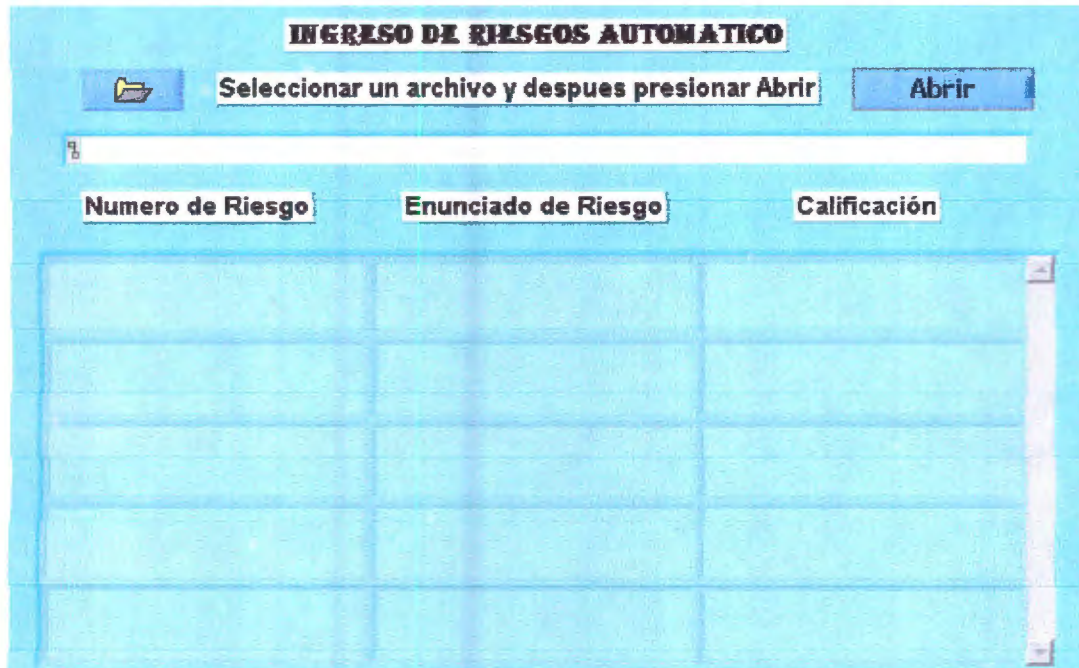 INGRESO DE RIESGOS AUTOMATICO
Seleccionar un archivo y despues presionar Abrir Abrir
Numero de Riesgo Enunciado de Riesgo Calificación